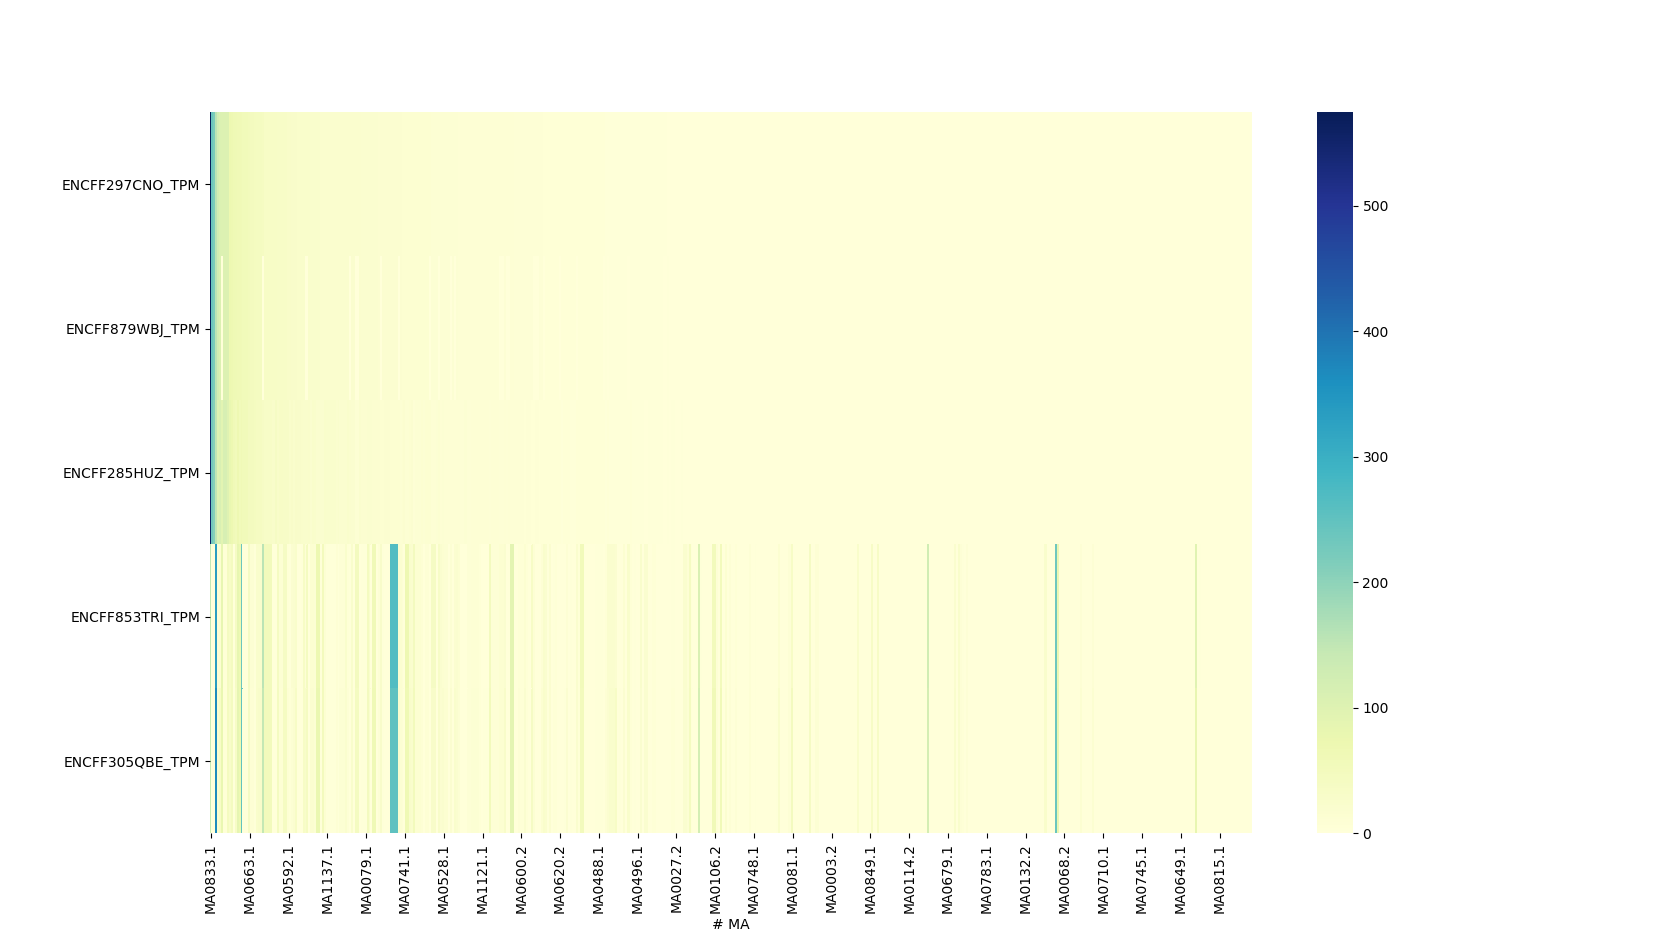 ENCFF297CNO_TPM
ENCFF879WBJ_TPM
ENCFF285HUZ_TPM
ENCFF853TRI_TPM
ENCFF305QBE_TPM
500
400
300
200
100
0
MA0833.1
MA0663.1
MA0592.1
MA1137.1
MA0079.1
MA0741.1
MA0528.1
MA1121.1
MA0600.2
MA0620.2
MA0488.1
MA0496.1
MA0027.2
MA0106.2
MA0748.1
MA0081.1
MA0003.2
MA0849.1
MA0114.2
MA0679.1
MA0783.1
MA0132.2
MA0068.2
MA0710.1
MA0745.1
MA0649.1
MA0815.1
# MA